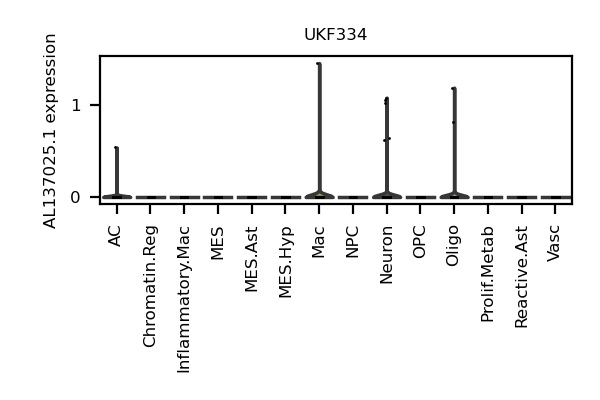 UKF334
AL137025.1 expression
1
0
AC
Chromatin.Reg
Inflammatory.Mac
MES
MES.Ast
MES.Hyp
Mac
NPC
Neuron
OPC
Oligo
Prolif.Metab
Reactive.Ast
Vasc